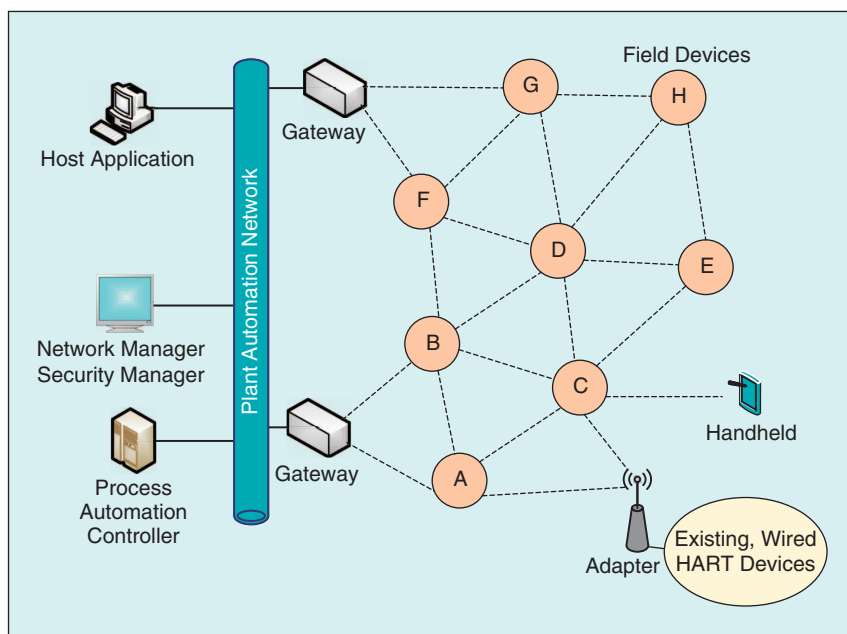 Host Application
Plant Automation Network
Gateway
Field Devices
G
H
F
D
E
Network Manager
Security Manager
B
C
Handheld
Process
Automation
Controller
Gateway
A
Adapter
Existing, Wired
HART Devices